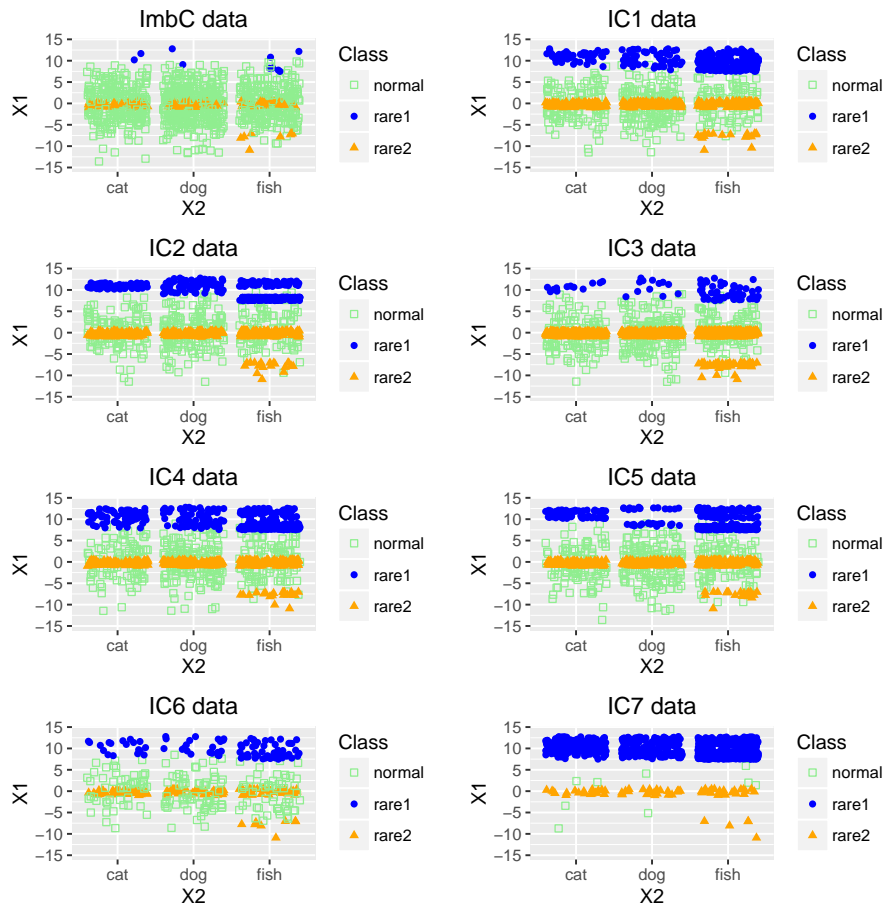 ImbC data
X1
15
10
5
0
−5
−10
−15
cat dog fish
X2
Class
normal
rare1
rare2
IC1 data
X1
15
10
5
0
−5
−10
−15
cat dog fish
X2
Class
normal
rare1
rare2
IC2 data
X1
15
10
5
0
−5
−10
−15
cat dog fish
X2
Class
normal
rare1
rare2
IC3 data
X1
15
10
5
0
−5
−10
−15
cat dog fish
X2
Class
normal
rare1
rare2
IC4 data
X1
15
10
5
0
−5
−10
−15
cat dog fish
X2
Class
normal
rare1
rare2
IC5 data
X1
15
10
5
0
−5
−10
−15
cat dog fish
X2
Class
normal
rare1
rare2
IC6 data
X1
15
10
5
0
−5
−10
−15
cat dog fish
X2
Class
normal
rare1
rare2
IC7 data
X1
15
10
5
0
−5
−10
−15
cat dog fish
X2
Class
normal
rare1
rare2